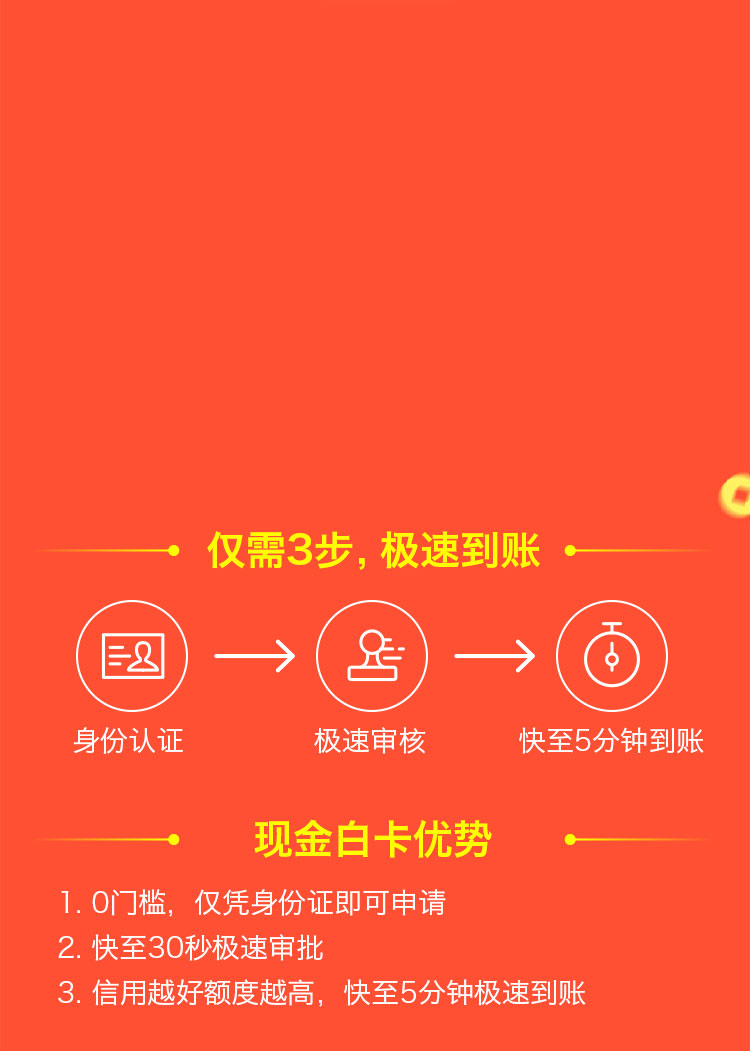 仅需3步,极速到账
身份认证
极速审核
快至5分钟到账
现金白卡优势
1. 0门槛,仅凭身份证即可申请
2. 快至30秒极速审批
3. 信用越好额度越高,快至5分钟极速到账